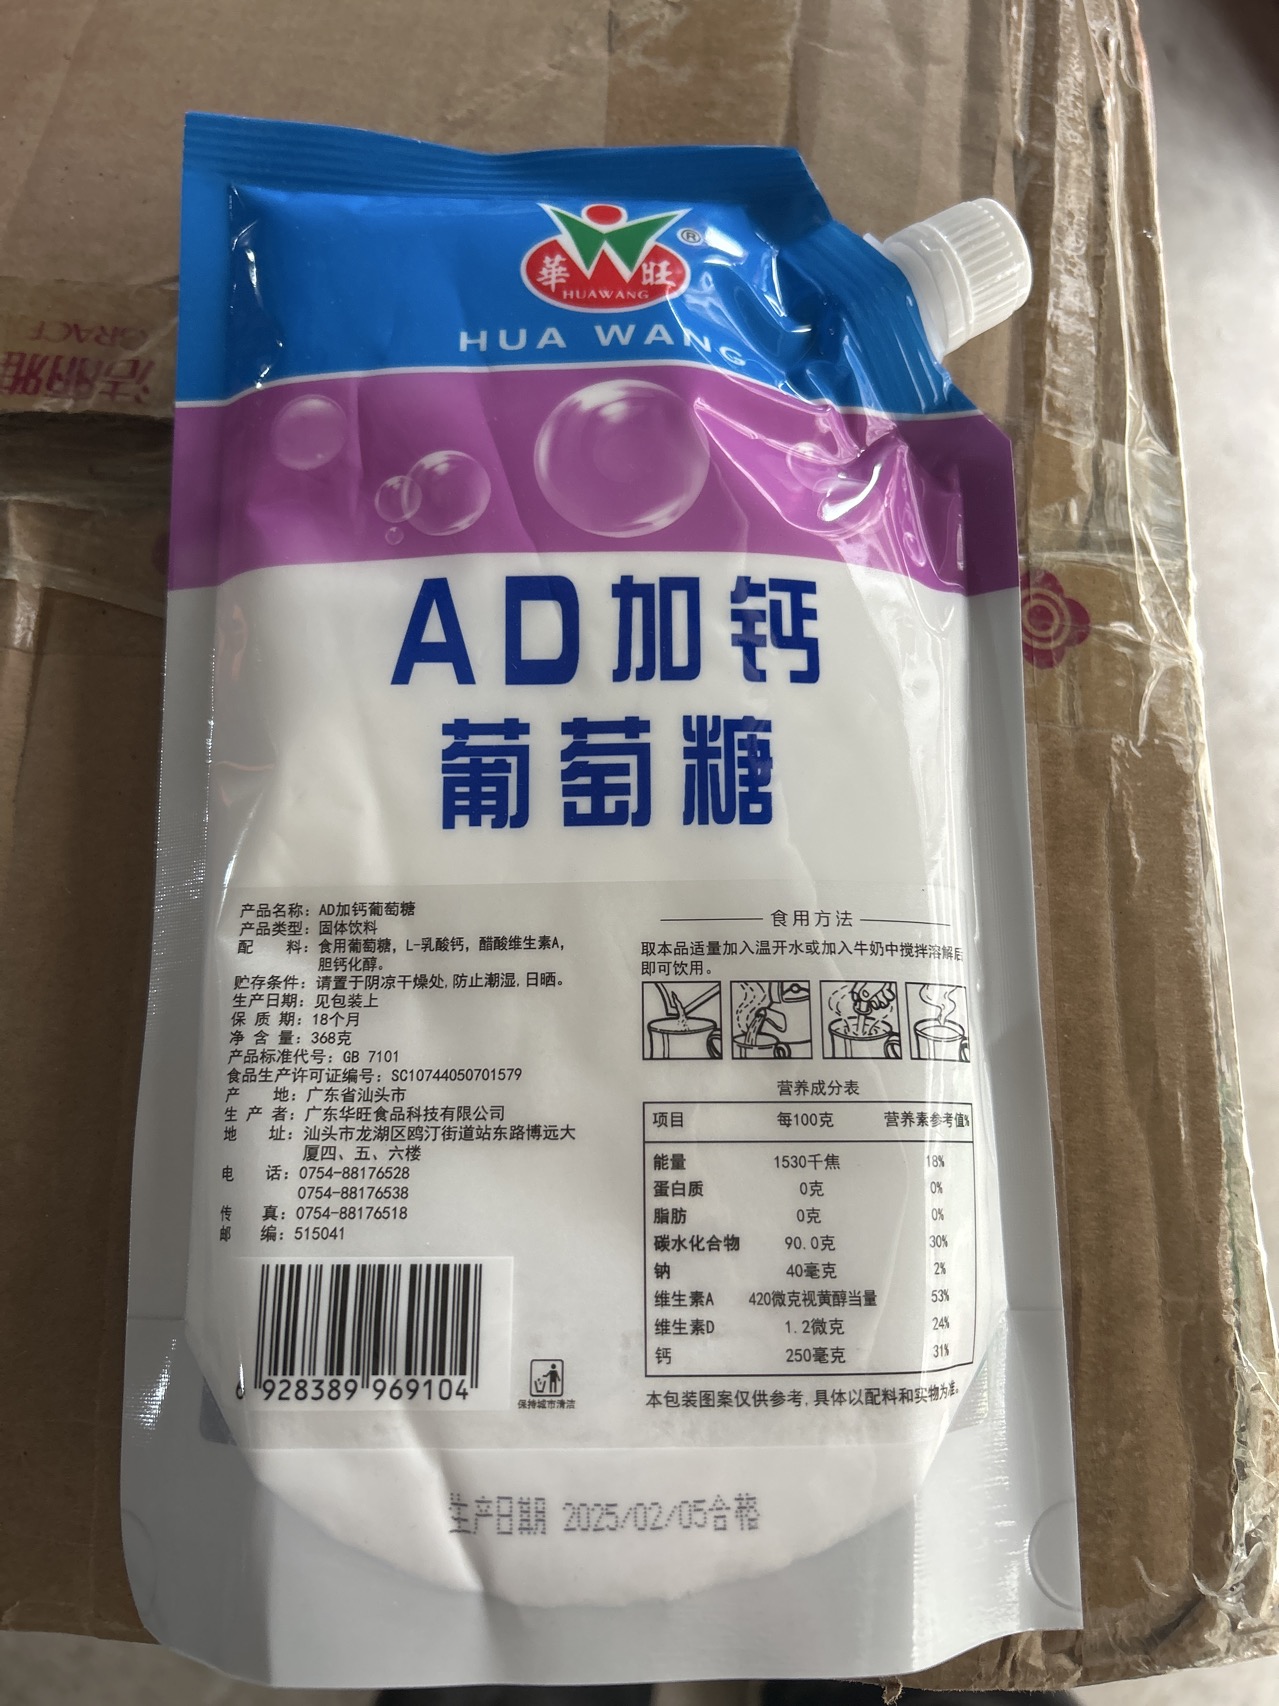 華旺
HUAWANG
®
HUA WANG
AD加钙
葡萄糖
产品名称：AD加钙葡萄糖
产品类型：固体饮料
配　　料：食用葡萄糖，L-乳酸钙，醋酸维生素A，
胆钙化醇。
贮存条件：请置于阴凉干燥处，防止潮湿，日晒。
生产日期：见包装上
保 质 期：18个月
净 含 量：368克
产品标准代号：GB 7101
食品生产许可证编号：SC10744050701579
产　　地：广东省汕头市
生 产 者：广东华旺食品科技有限公司
地　　址：汕头市龙湖区鸥汀街道站东路博远大
厦四、五、六楼
电　　话：0754-88176528
0754-88176538
传　　真：0754-88176518
邮　　编：515041
6 928389 969104
保持城市清洁
食用方法
取本品适量加入温开水或加入牛奶中搅拌溶解后
即可饮用。
营养成分表
项目 每100克 营养素参考值%
能量 1530千焦 18%
蛋白质 0克 0%
脂肪 0克 0%
碳水化合物 90.0克 30%
钠 40毫克 2%
维生素A 420微克视黄醇当量 53%
维生素D 1.2微克 24%
钙 250毫克 31%
本包装图案仅供参考，具体以配料和实物为准。
生产日期 2025/02/05合格
洁丽雅
GRACE